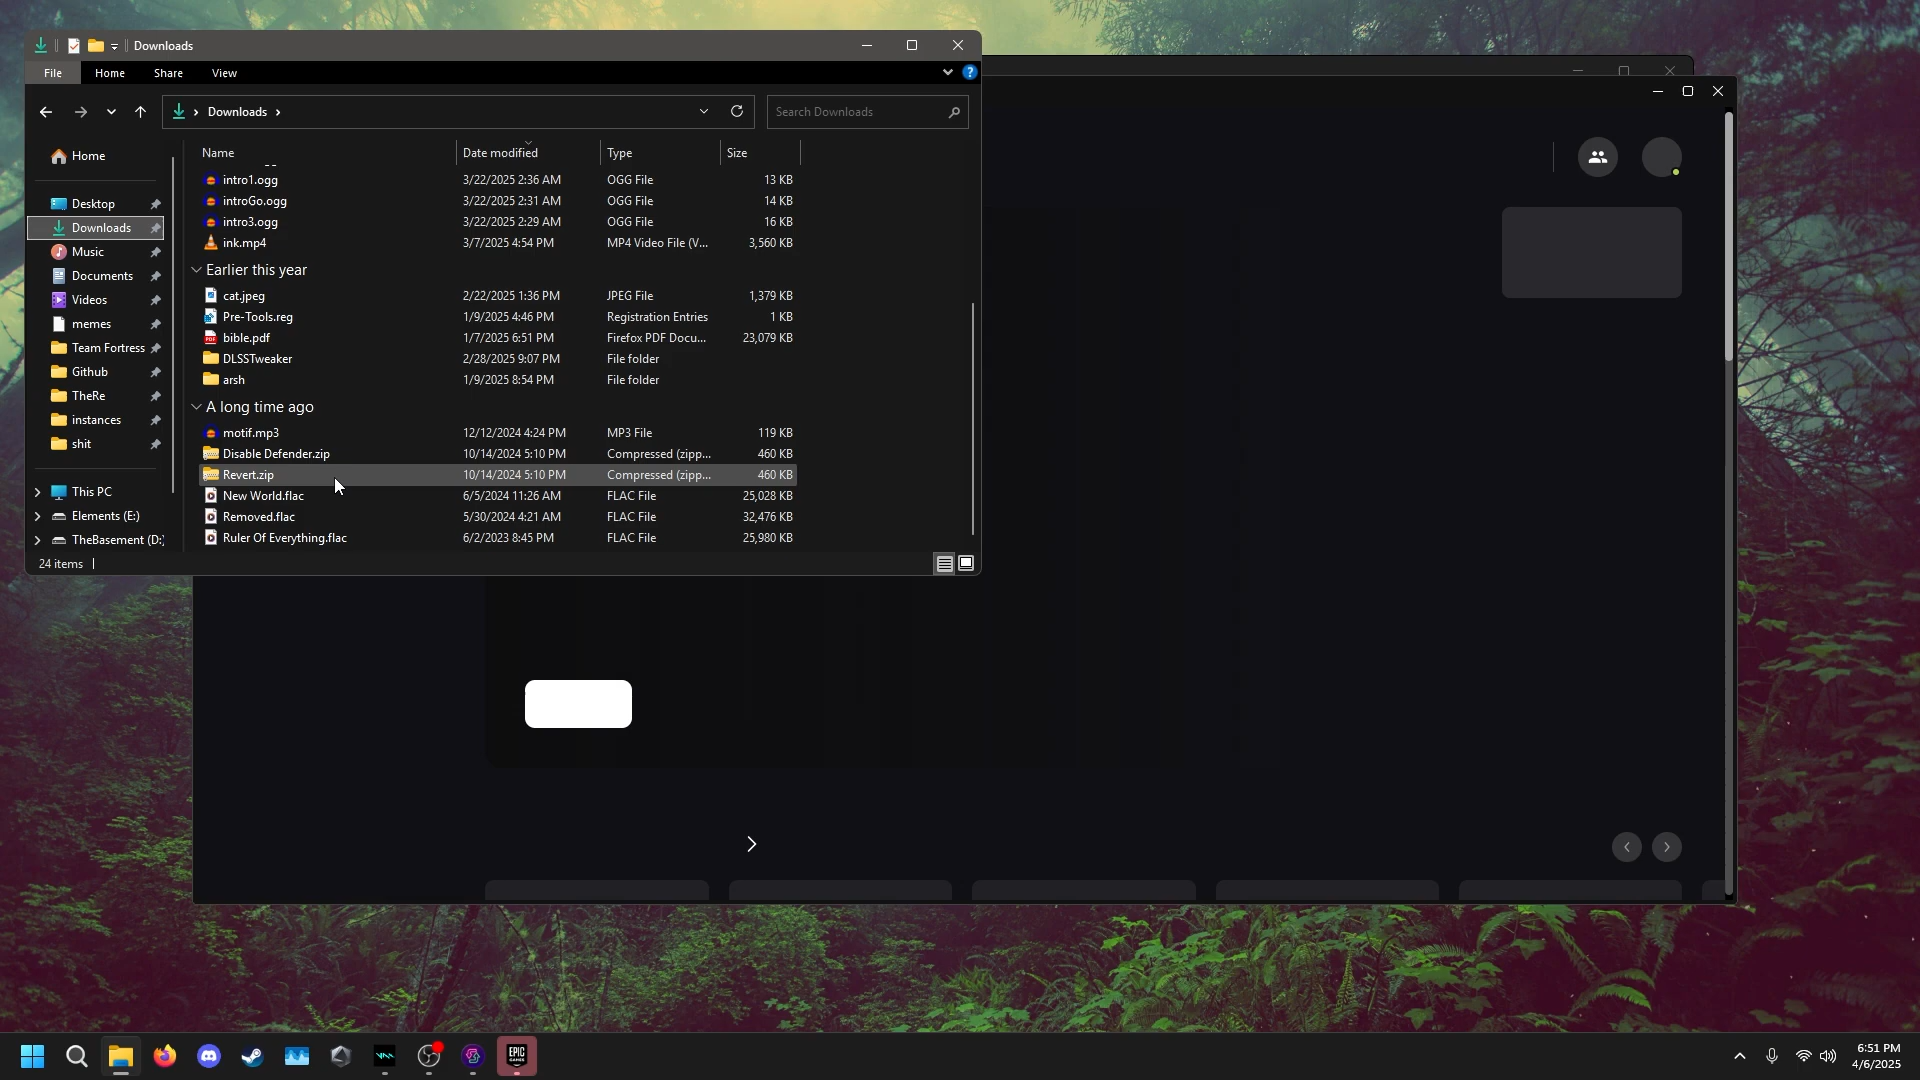 Downloads
File Home Share View
Downloads
Search Downloads
Name Date modified Type Size
Home
Desktop
Downloads
Music
Documents
Videos
memes
Team Fortress
Github
TheRe
instances
shit
This PC
Elements (E:)
TheBasement (D:)
intro1.ogg 3/22/2025 2:36 AM OGG File 13 KB
introGo.ogg 3/22/2025 2:31 AM OGG File 14 KB
intro3.ogg 3/22/2025 2:29 AM OGG File 16 KB
ink.mp4 3/7/2025 4:54 PM MP4 Video File (V... 3,560 KB
Earlier this year
cat.jpeg 2/22/2025 1:36 PM JPEG File 1,379 KB
Pre-Tools.reg 1/9/2025 4:46 PM Registration Entries 1 KB
bible.pdf 1/7/2025 6:51 PM Firefox PDF Docu... 23,079 KB
DLSSTweaker 2/28/2025 9:07 PM File folder
arsh 1/9/2025 8:54 PM File folder
A long time ago
motif.mp3 12/12/2024 4:24 PM MP3 File 119 KB
Disable Defender.zip 10/14/2024 5:10 PM Compressed (zipp... 460 KB
Revert.zip 10/14/2024 5:10 PM Compressed (zipp... 460 KB
New World.flac 6/5/2024 11:26 AM FLAC File 25,028 KB
Removed.flac 5/30/2024 4:21 AM FLAC File 32,476 KB
Ruler Of Everything.flac 6/2/2023 8:45 PM FLAC File 25,980 KB
24 items
EPIC
GAMES
6:51 PM
4/6/2025